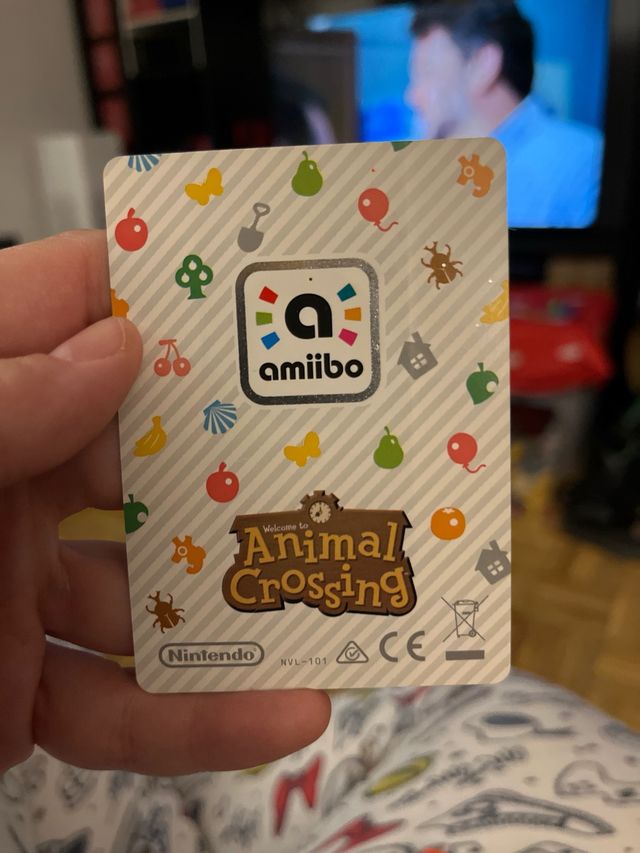 a
amiibo
Welcome to
Animal
Crossing
Nintendo
NVL-101
CE